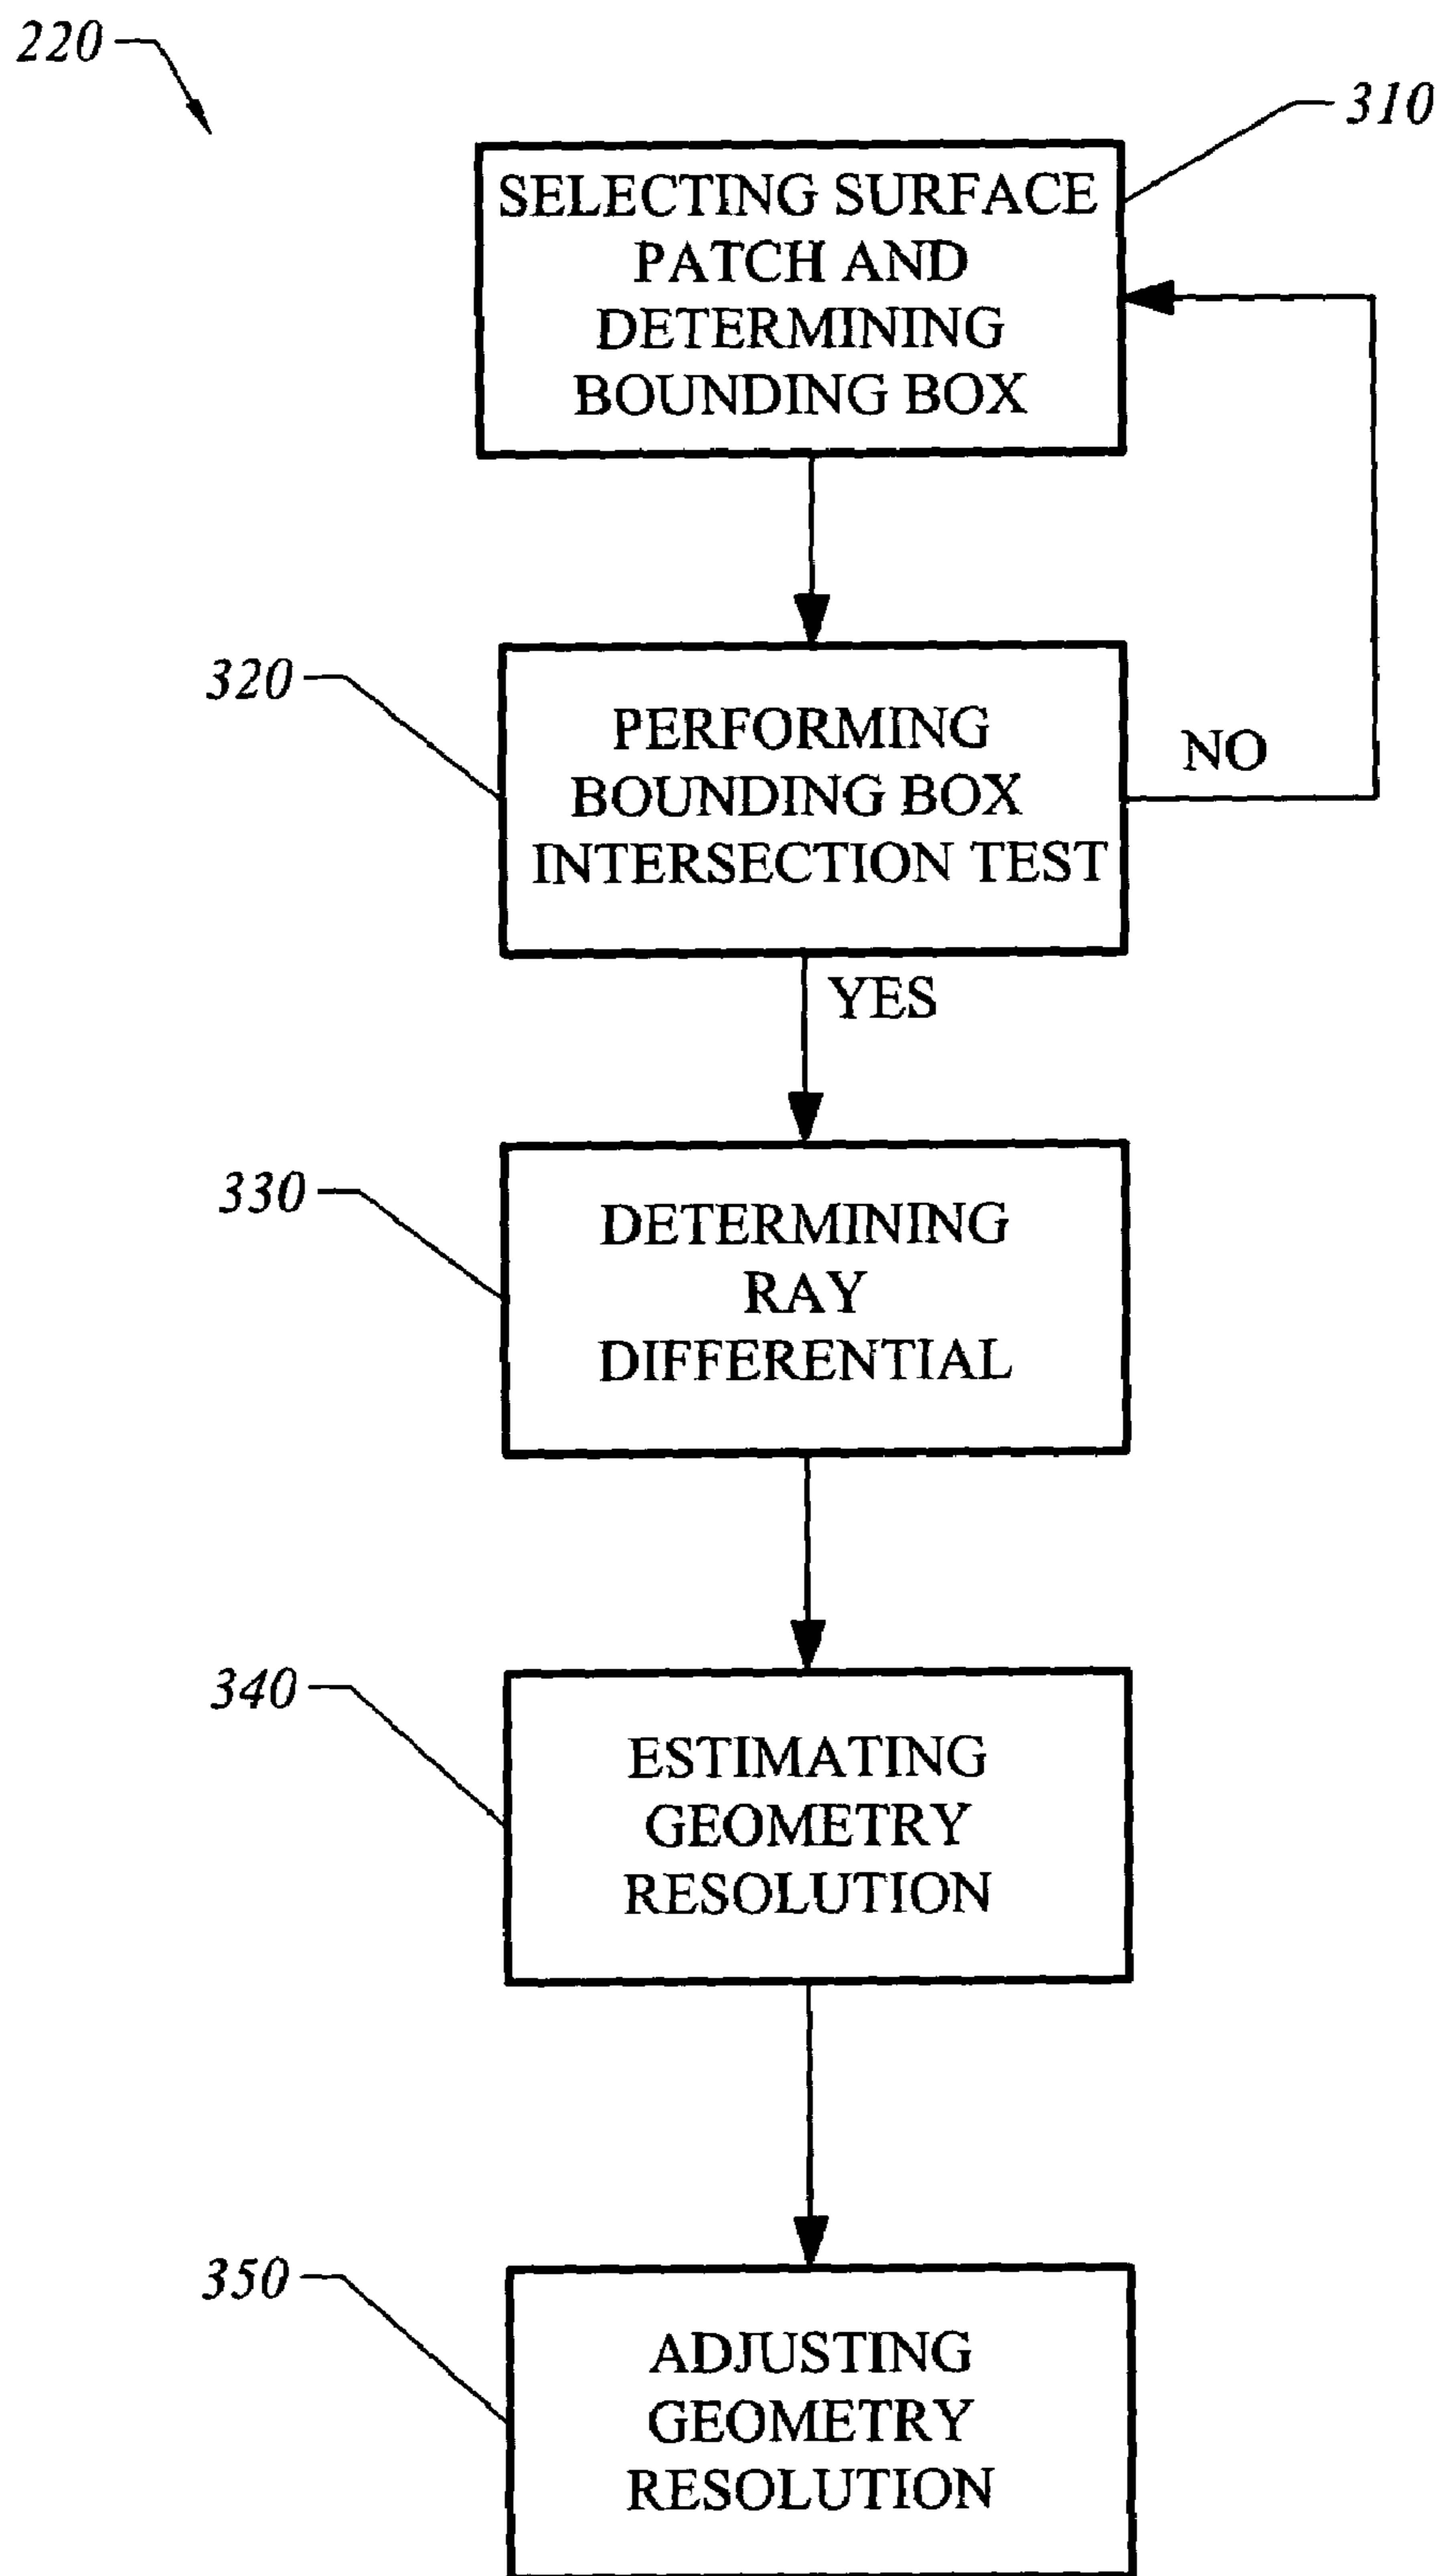 220
310
SELECTING SURFACE
PATCH AND
DETERMINING
BOUNDING BOX
320
PERFORMING
BOUNDING BOX
INTERSECTION TEST
NO
YES
330
DETERMINING
RAY
DIFFERENTIAL
340
ESTIMATING
GEOMETRY
RESOLUTION
350
ADJUSTING
GEOMETRY
RESOLUTION